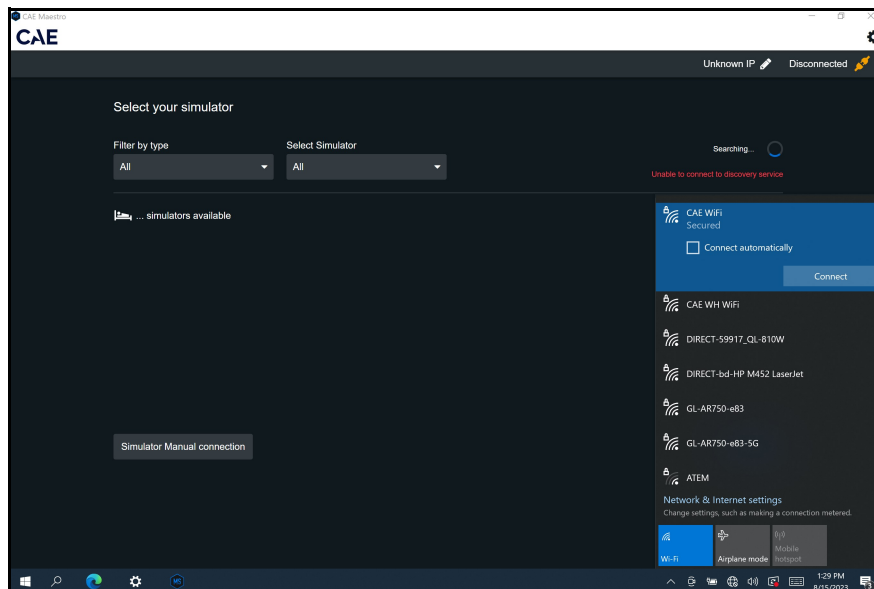 CAE Maestro
CAE
Unknown IP Disconnected
Select your simulator
Filter by type Select Simulator
All All
Searching...
Unable to connect to discovery service
... simulators available
CAE WiFi
Secured
Connect automatically
Connect
CAE WH WiFi
DIRECT-59917_QL-810W
DIRECT-bd-HP M452 LaserJet
GL-AR750-e83
GL-AR750-e83-5G
Simulator Manual connection
ATEM
Network & Internet settings
Change settings, such as making a connection metered.
Wi-Fi Airplane mode Mobile hotspot
1:29 PM
8/15/2023